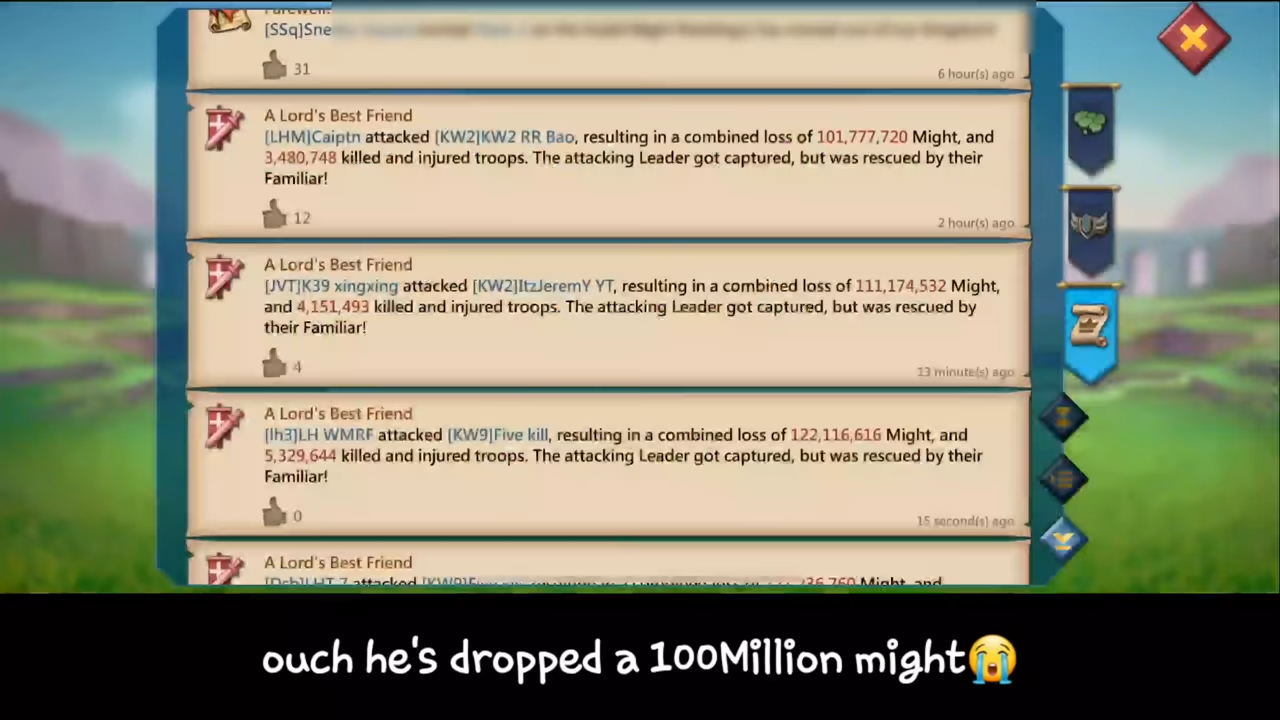 Farewell!
[SSq]Sne
31
6 hour(s) ago
A Lord's Best Friend
[LHM]Caiptn attacked [KW2]KW2 RR Bao, resulting in a combined loss of 101,777,720 Might, and
3,480,748 killed and injured troops. The attacking Leader got captured, but was rescued by their
Familiar!
12
2 hour(s) ago
A Lord's Best Friend
[JVT]K39 xingxing attacked [KW2]ItzJeremY YT, resulting in a combined loss of 111,174,532 Might,
and 4,151,493 killed and injured troops. The attacking Leader got captured, but was rescued by
their Familiar!
4
13 minute(s) ago
A Lord's Best Friend
[lh3]LH WMRF attacked [KW9]Five kill, resulting in a combined loss of 122,116,616 Might, and
5,329,644 killed and injured troops. The attacking Leader got captured, but was rescued by their
Familiar!
0
15 second(s) ago
A Lord's Best Friend
attacked Might, and
ouch he's dropped a 100Million might😭